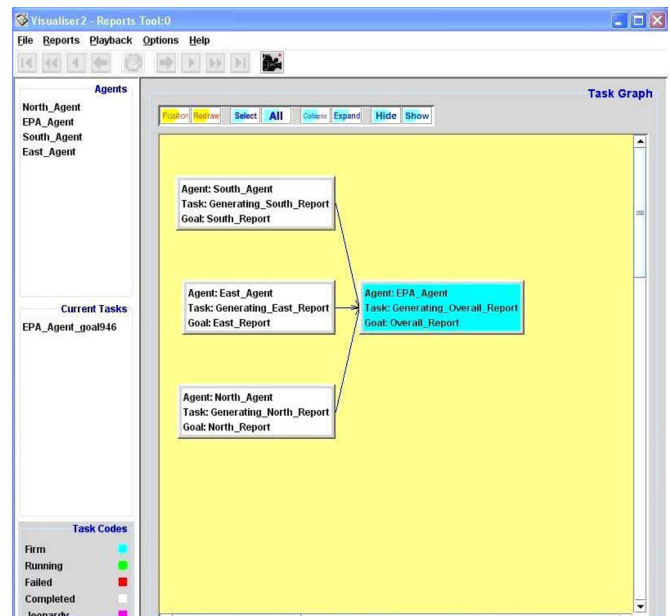 Visualiser2 - Reports Tool:0
File Reports Playback Options Help
Agents
North_Agent
EPA_Agent
South_Agent
East_Agent
Current Tasks
EPA_Agent_goal946
Task Codes
Firm
Running
Failed
Completed
Jeopardy
Task Graph
Position Redraw Select All Collapse Expand Hide Show
Agent: South_Agent
Task: Generating_South_Report
Goal: South_Report
Agent: East_Agent
Task: Generating_East_Report
Goal: East_Report
Agent: EPA_Agent
Task: Generating_Overall_Report
Goal: Overall_Report
Agent: North_Agent
Task: Generating_North_Report
Goal: North_Report